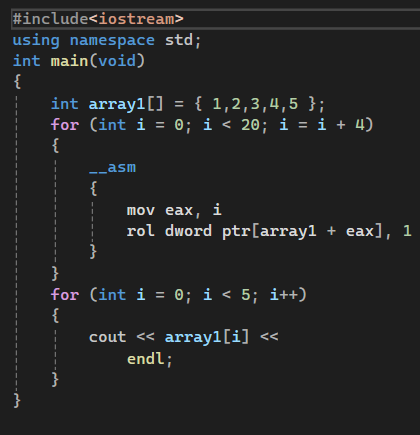 #include<iostream>
using namespace std;
int main(void)
{
    int array1[] = { 1,2,3,4,5 };
    for (int i = 0; i < 20; i = i + 4)
    {
        __asm
        {
            mov eax, i
            rol dword ptr[array1 + eax], 1
        }
    }
    for (int i = 0; i < 5; i++)
    {
        cout << array1[i] <<
            endl;
    }
}